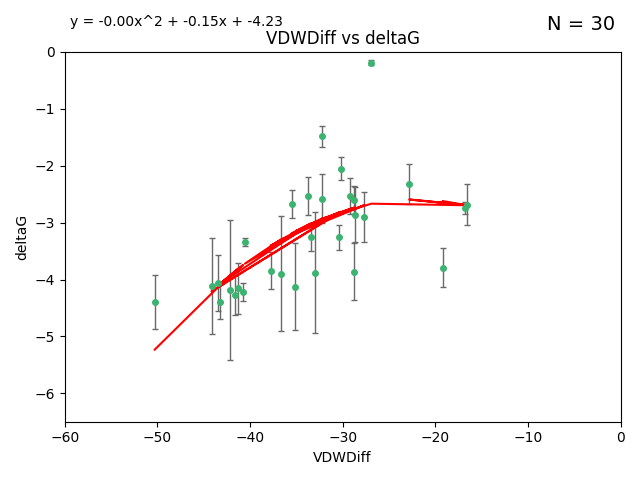 y = -0.00x^2 + -0.15x + -4.23
N = 30
VDWDiff vs deltaG
0
−1
−2
−3
−4
−5
−6
deltaG
−60 −50 −40 −30 −20 −10 0
VDWDiff